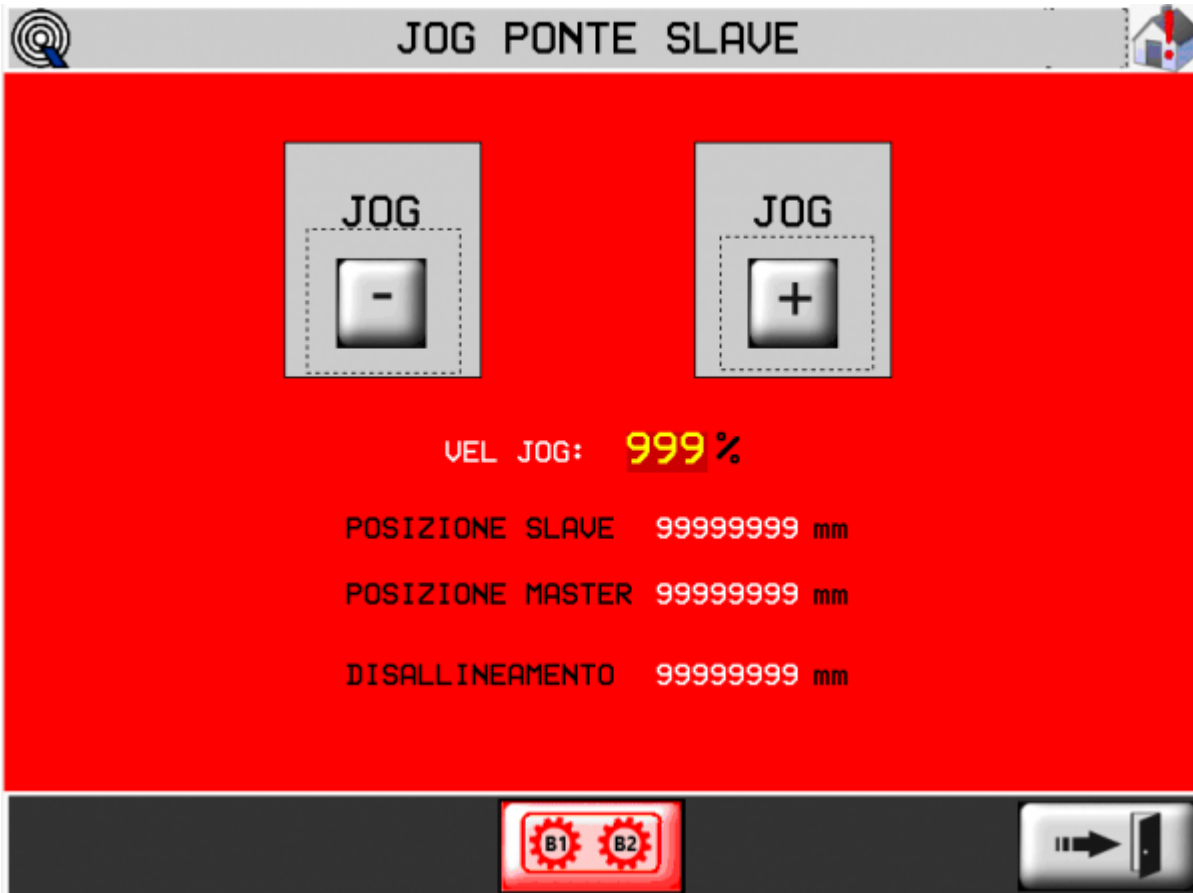 JOG PONTE SLAVE
JOG JOG
- +
VEL JOG: 999 %
POSIZIONE SLAVE 99999999 mm
POSIZIONE MASTER 99999999 mm
DISALLINEAMENTO 99999999 mm
B1 B2